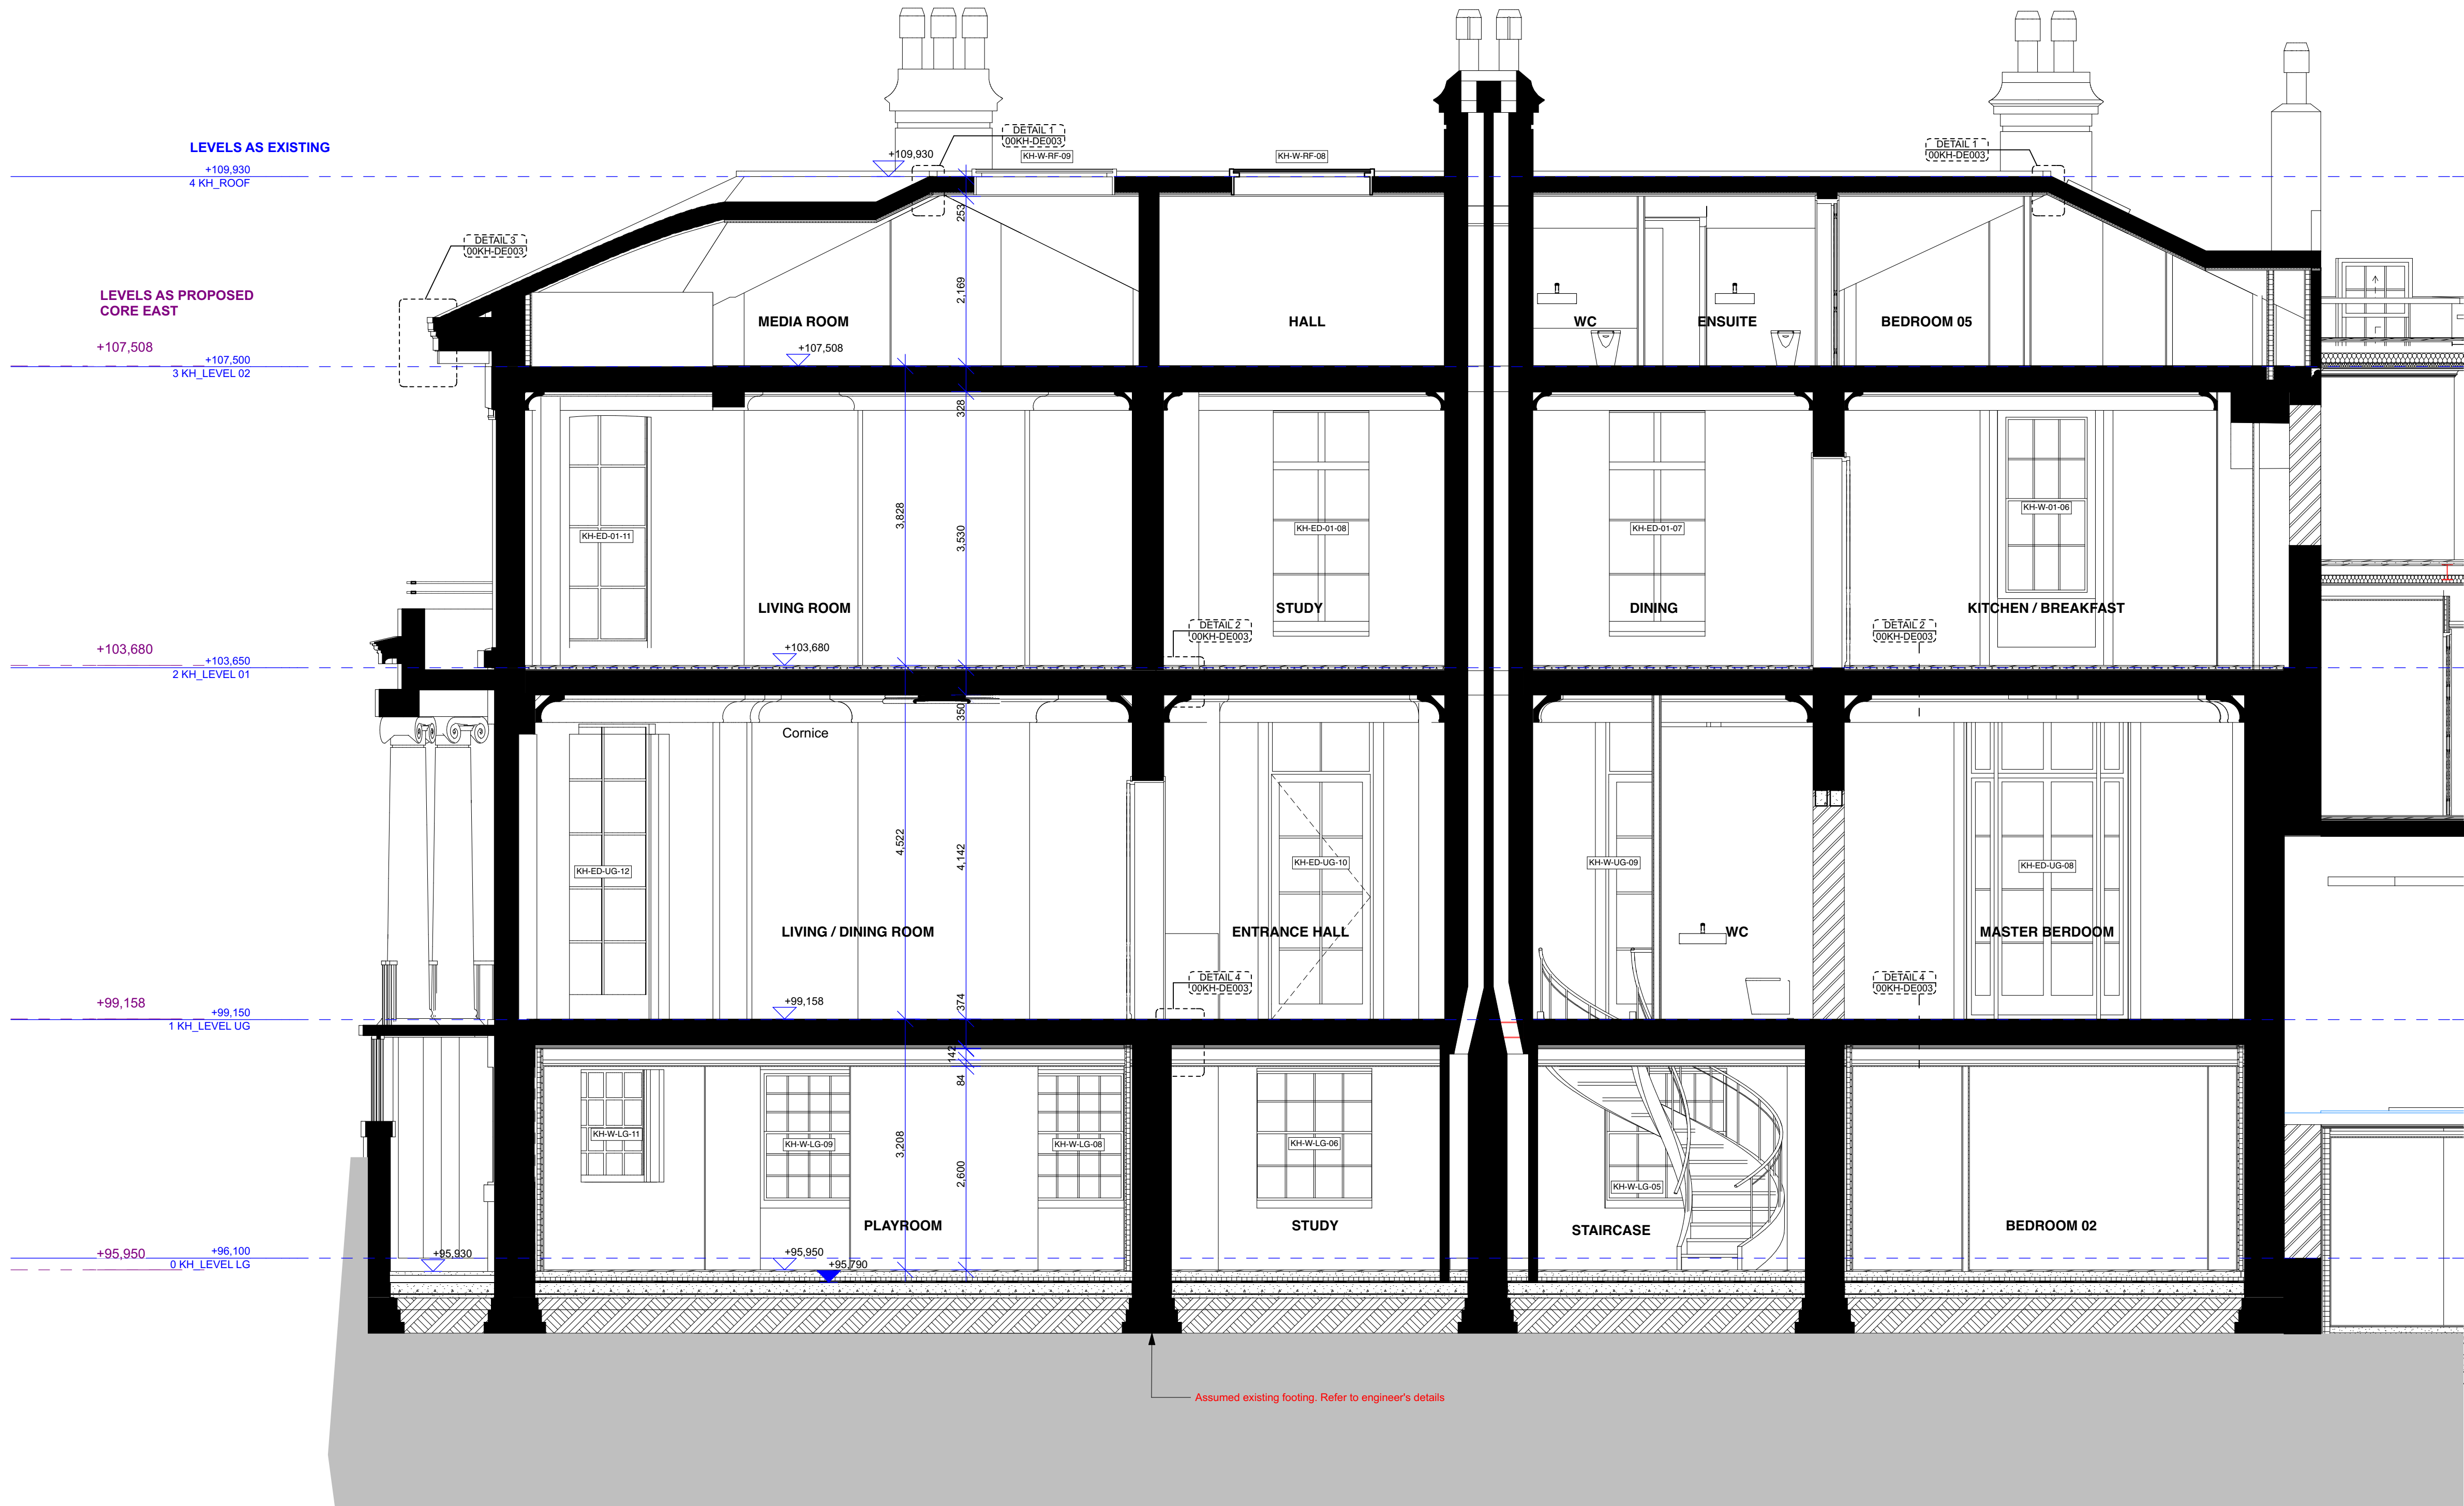 DETAIL 1
00KH-DE003
DETAIL 1
00KH-DE003
LEVELS AS EXISTING
+109,930
KH-W-RF-09
KH-W-RF-08
+109,930
4 KH_ROOF
253
DETAIL 3
00KH-DE003
LEVELS AS PROPOSED
CORE EAST
2,169
MEDIA ROOM
HALL
WC
ENSUITE
BEDROOM 05
+107,508
+107,508
+107,500
3 KH_LEVEL 02
328
3,828
3,530
KH-ED-01-11
KH-ED-01-08
KH-ED-01-07
KH-W-01-06
LIVING ROOM
STUDY
DINING
KITCHEN / BREAKFAST
DETAIL 2
00KH-DE003
DETAIL 2
00KH-DE003
+103,680
+103,680
+103,650
2 KH_LEVEL 01
350
Cornice
4,522
4,142
KH-ED-UG-12
KH-ED-UG-10
KH-W-UG-09
KH-ED-UG-08
LIVING / DINING ROOM
ENTRANCE HALL
WC
MASTER BERDOOM
DETAIL 4
00KH-DE003
DETAIL 4
00KH-DE003
+99,158
+99,158
374
+99,150
1 KH_LEVEL UG
142
84
3,208
2,600
KH-W-LG-11
KH-W-LG-09
KH-W-LG-08
KH-W-LG-06
KH-W-LG-05
PLAYROOM
STUDY
STAIRCASE
BEDROOM 02
+95,950
+96,100
0 KH_LEVEL LG
+95,930
+95,950
+95,790
Assumed existing footing. Refer to engineer's details